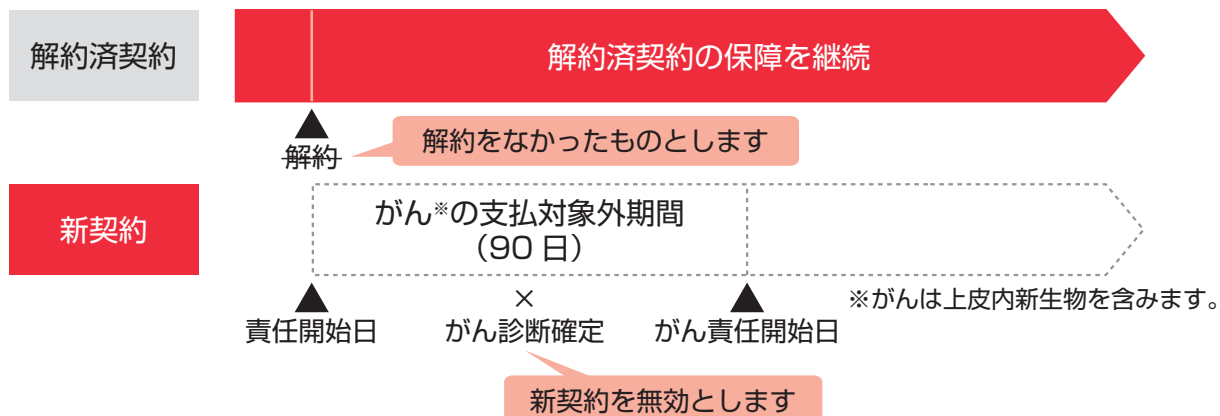 解約済契約
解約済契約の保障を継続
▲
解約
解約をなかったものとします
新契約
がん※の支払対象外期間
（90日）
▲
責任開始日
×
がん診断確定
▲
がん責任開始日
※がんは上皮内新生物を含みます。
新契約を無効とします